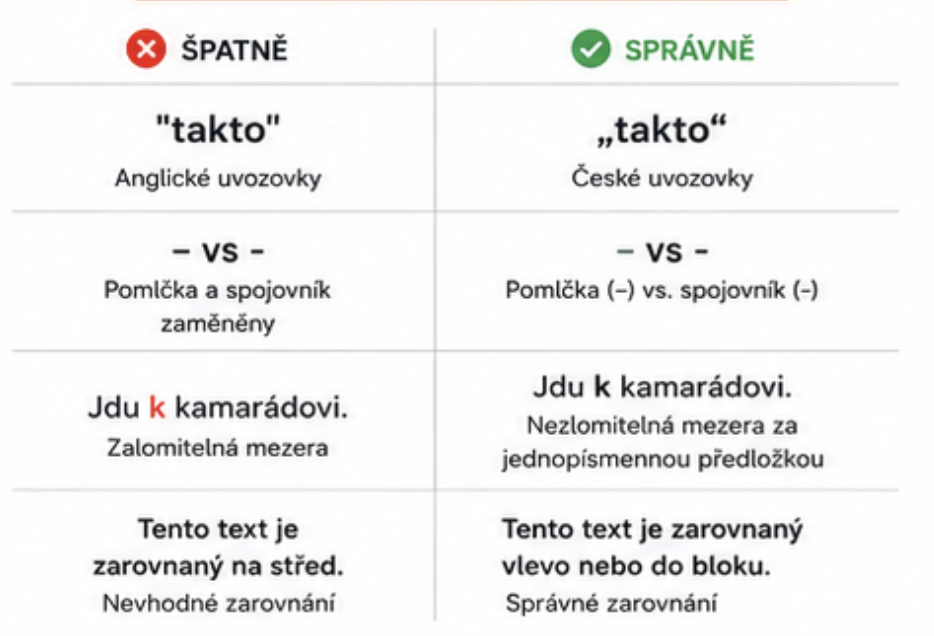 ŠPATNĚ
SPRÁVNĚ
"takto"
Anglické uvozovky
„takto“
České uvozovky
– vs -
Pomlčka a spojovník
zaměněny
– vs -
Pomlčka (–) vs. spojovník (-)
Jdu k kamarádovi.
Zalomitelná mezera
Jdu k kamarádovi.
Nezlomitelná mezera za
jednopísmennou předložkou
Tento text je
zarovnaný na střed.
Nevhodné zarovnání
Tento text je zarovnaný
vlevo nebo do bloku.
Správné zarovnání